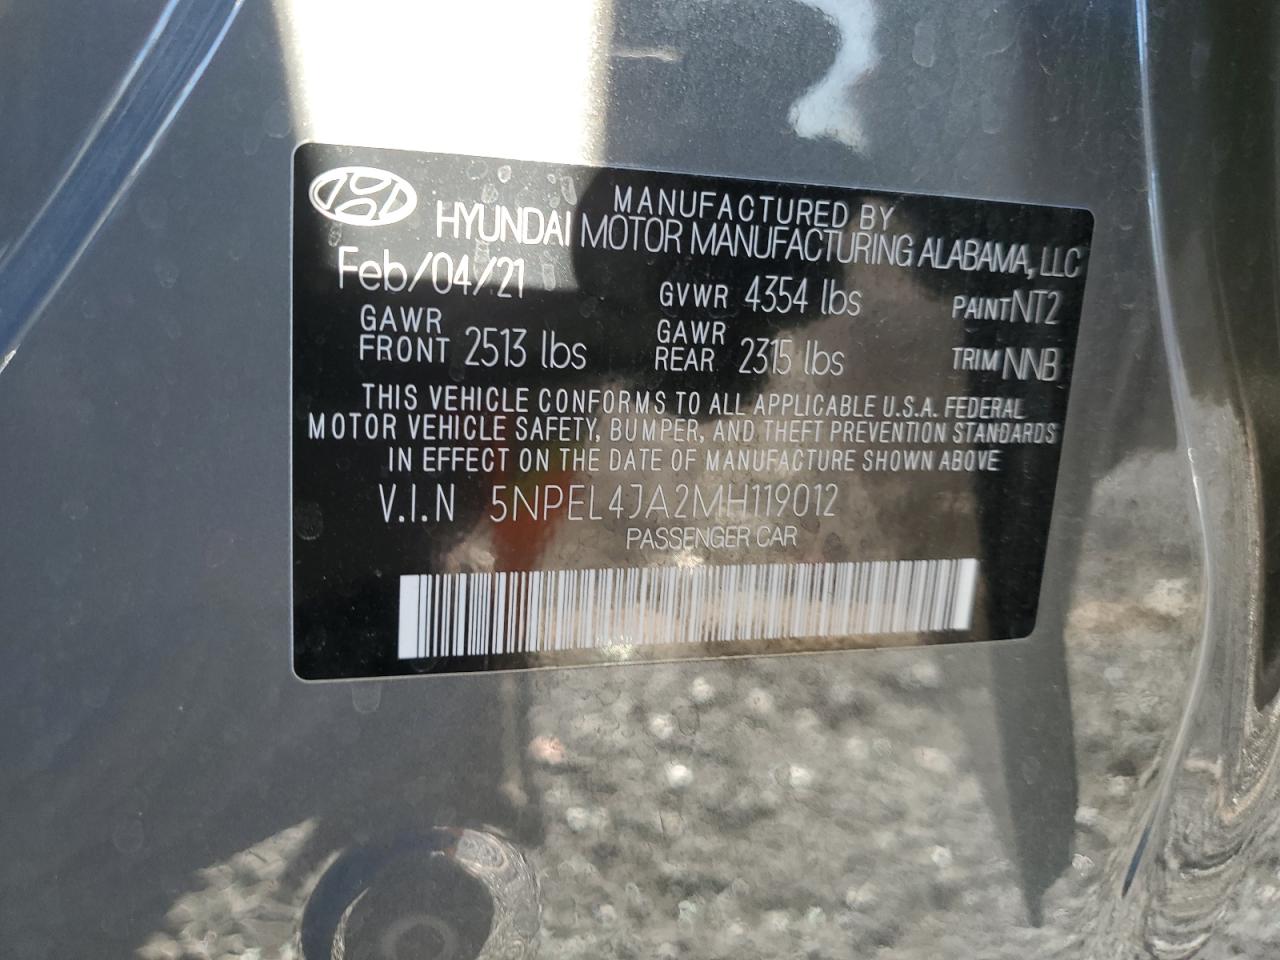 MANUFACTURED BY
HYUNDAI MOTOR MANUFACTURING ALABAMA, LLC
Feb/04/21 GVWR 4354 lbs PAINT NT2
GAWR FRONT 2513 lbs GAWR REAR 2315 lbs TRIM NNB
THIS VEHICLE CONFORMS TO ALL APPLICABLE U.S.A. FEDERAL
MOTOR VEHICLE SAFETY, BUMPER, AND THEFT PREVENTION STANDARDS
IN EFFECT ON THE DATE OF MANUFACTURE SHOWN ABOVE
V.I.N 5NPEL4JA2MH119012
PASSENGER CAR